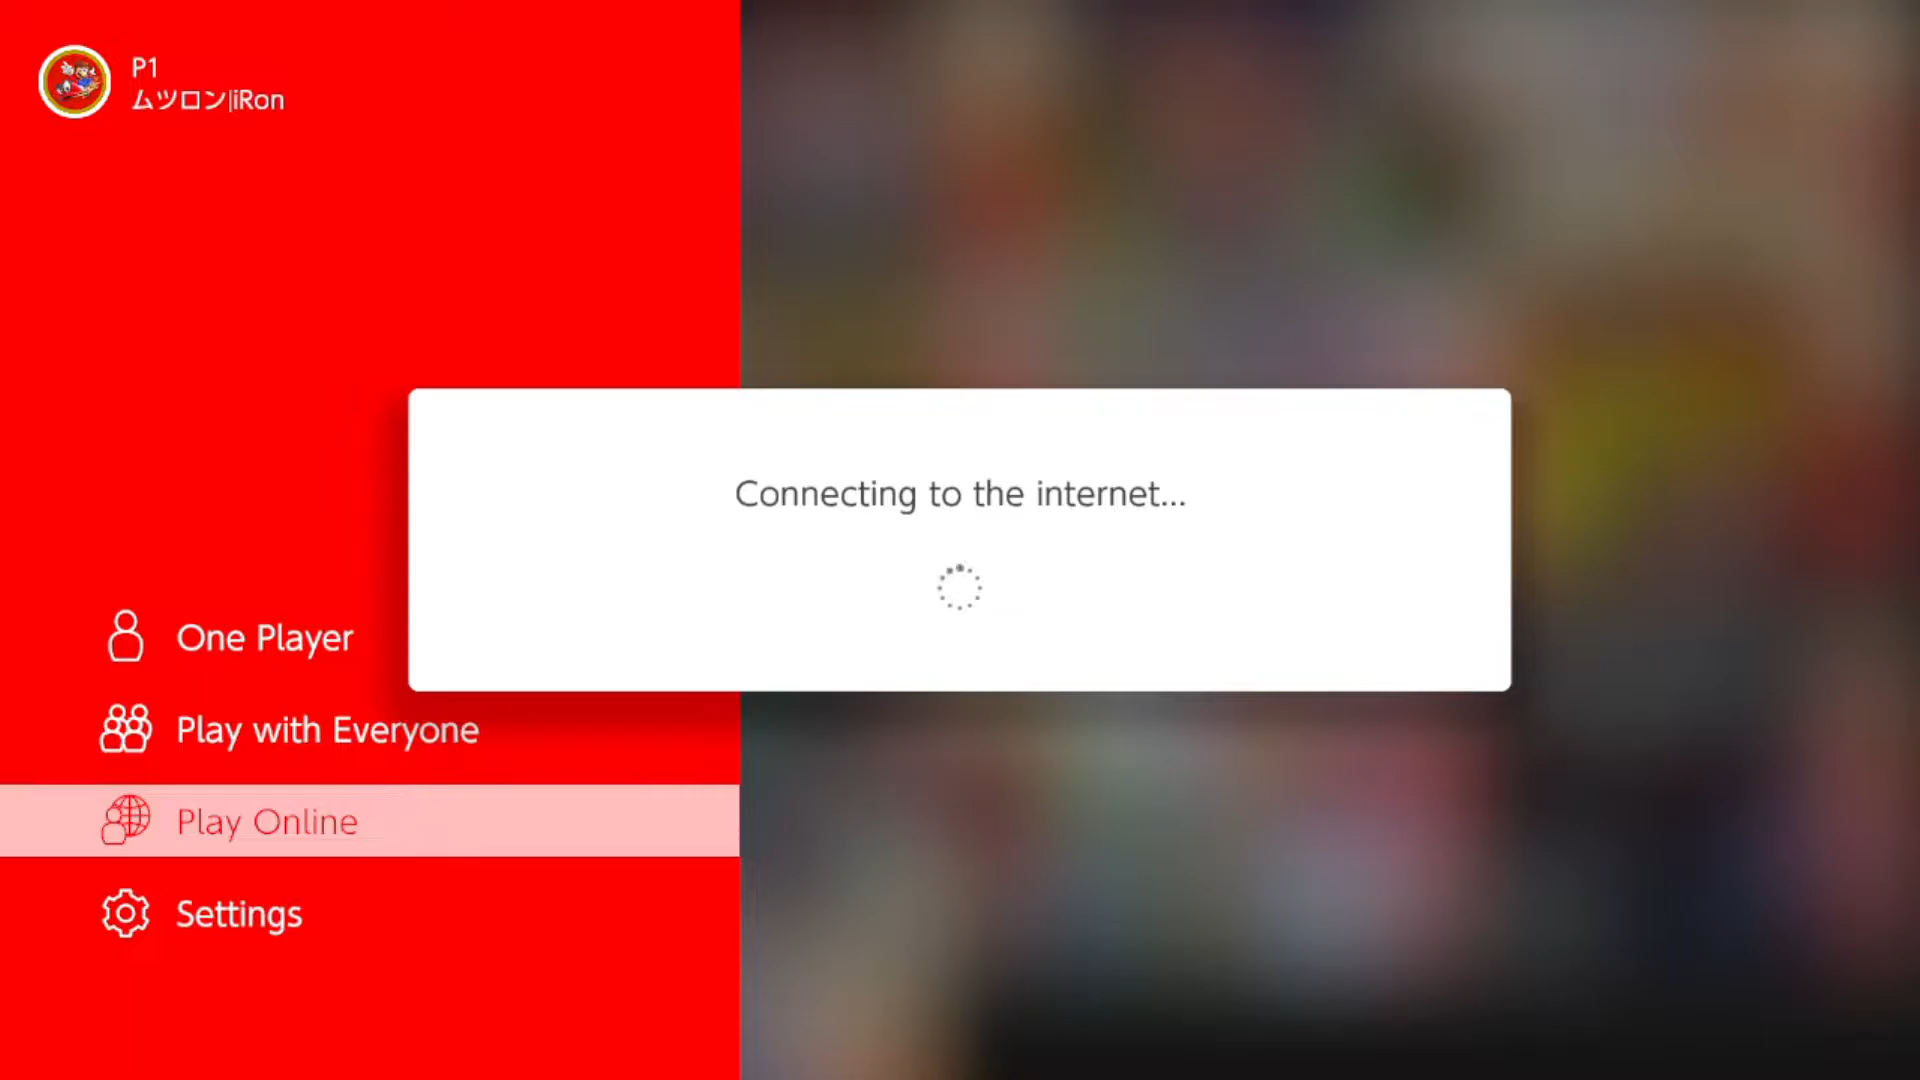 P1
ムツロン|iRon
Connecting to the internet...
One Player
Play with Everyone
Play Online
Settings